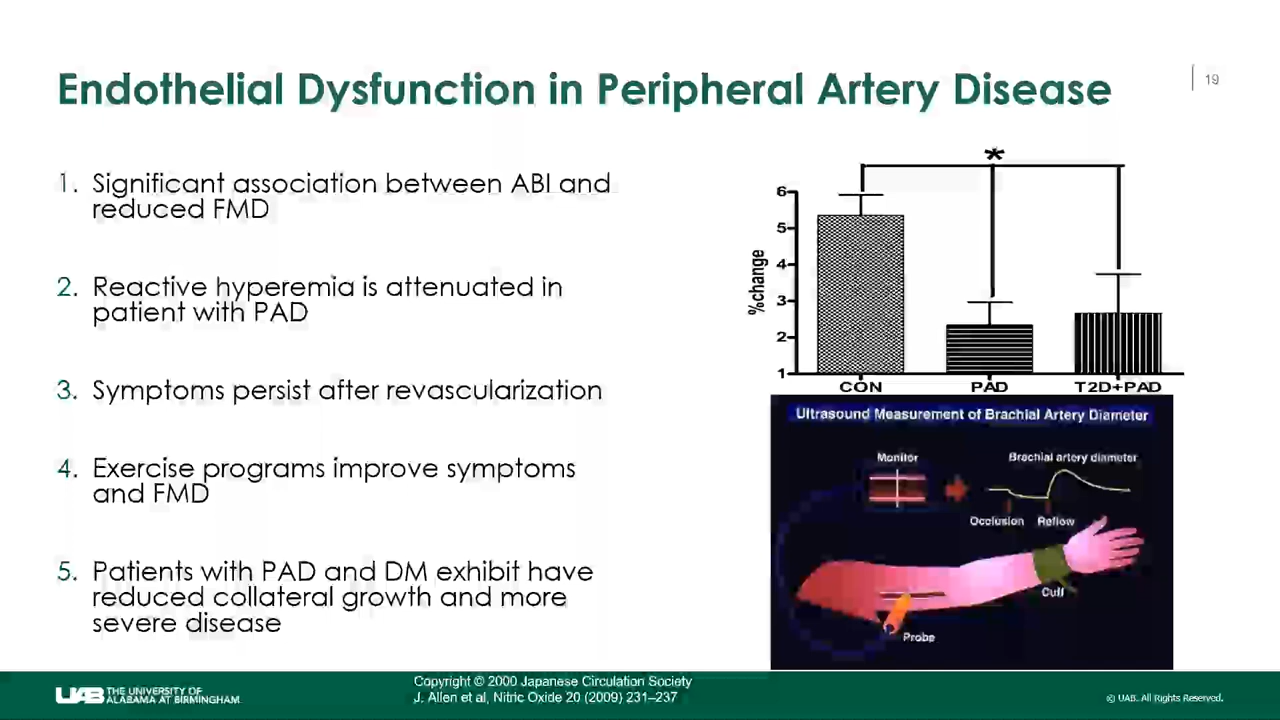 Endothelial Dysfunction in Peripheral Artery Disease
19
1. Significant association between ABI and
reduced FMD
2. Reactive hyperemia is attenuated in
patient with PAD
3. Symptoms persist after revascularization
4. Exercise programs improve symptoms
and FMD
5. Patients with PAD and DM exhibit have
reduced collateral growth and more
severe disease
*
%change
6
5
4
3
2
1
CON PAD T2D+PAD
Ultrasound Measurement of Brachial Artery Diameter
Monitor
Brachial artery diameter
Occlusion Reflow
Cuff
Probe
UAB THE UNIVERSITY OF
ALABAMA AT BIRMINGHAM
Copyright © 2000 Japanese Circulation Society
J. Allen et al, Nitric Oxide 20 (2009) 231–237
© UAB. All Rights Reserved.